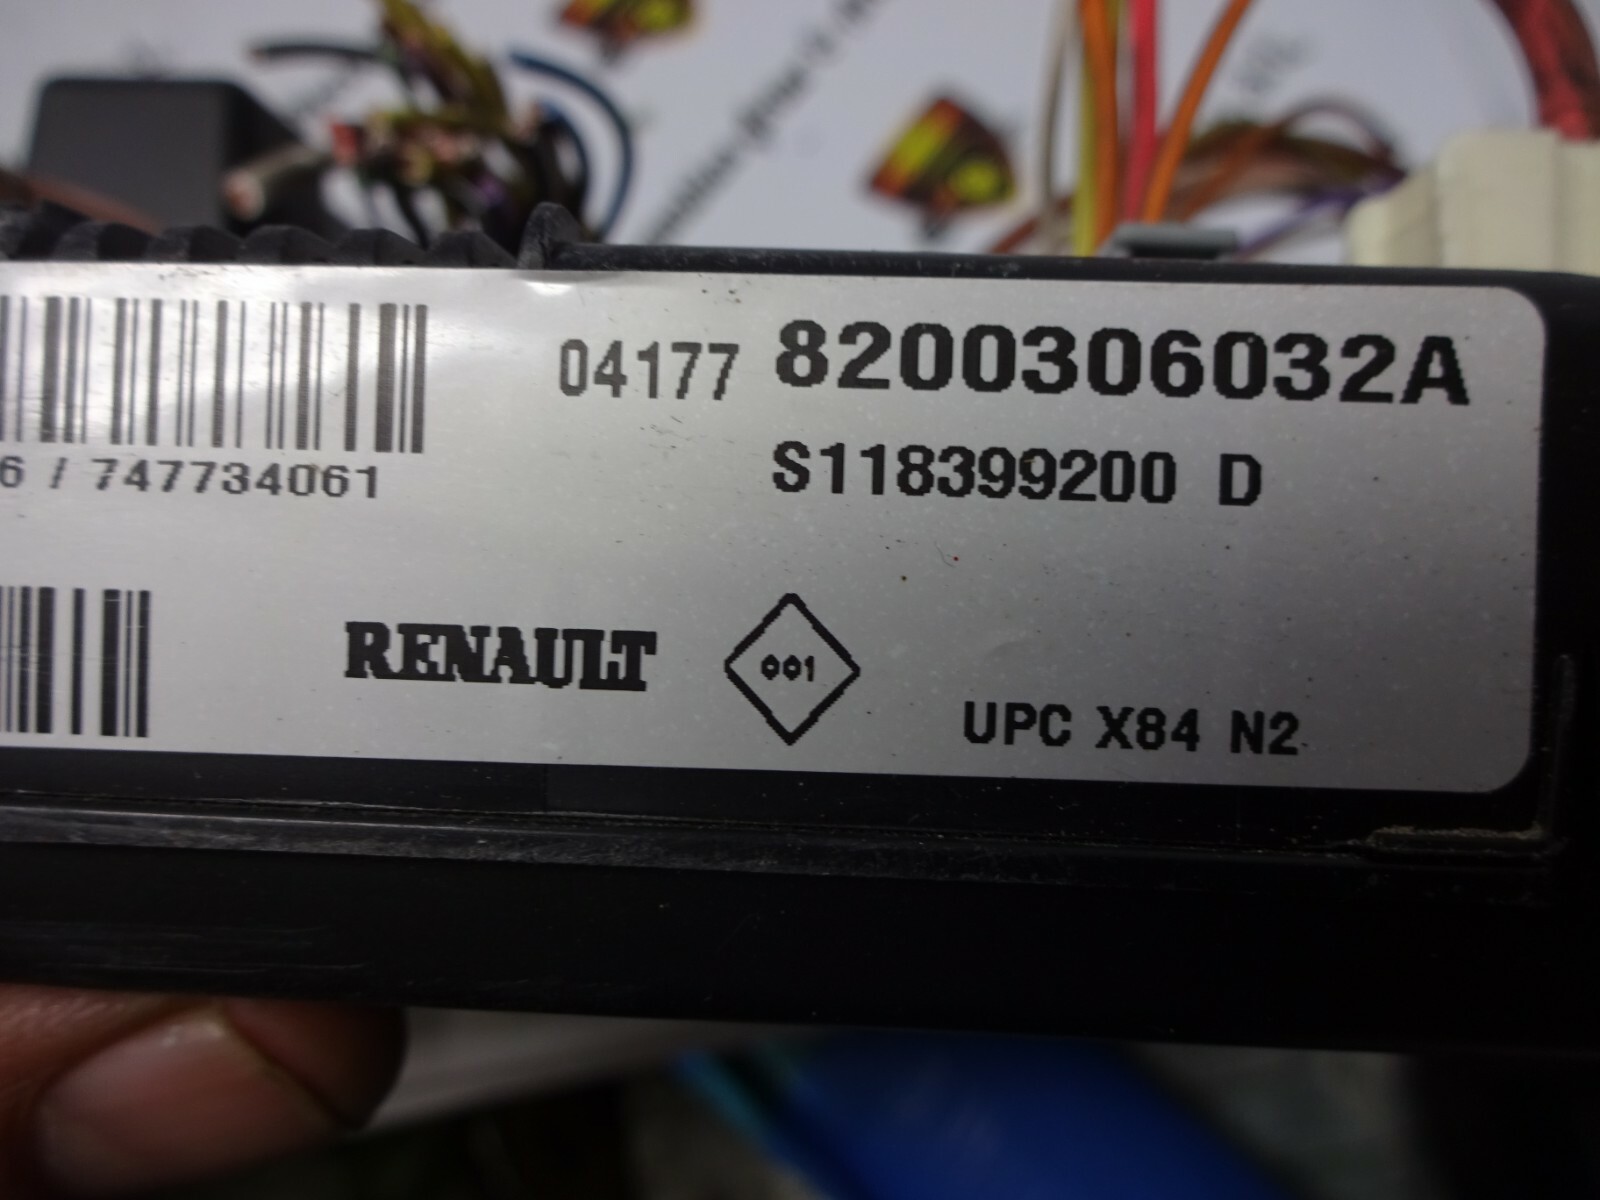 04177 8200306032A
6 / 747734061
S118399200 D
RENAULT
001
UPC X84 N2